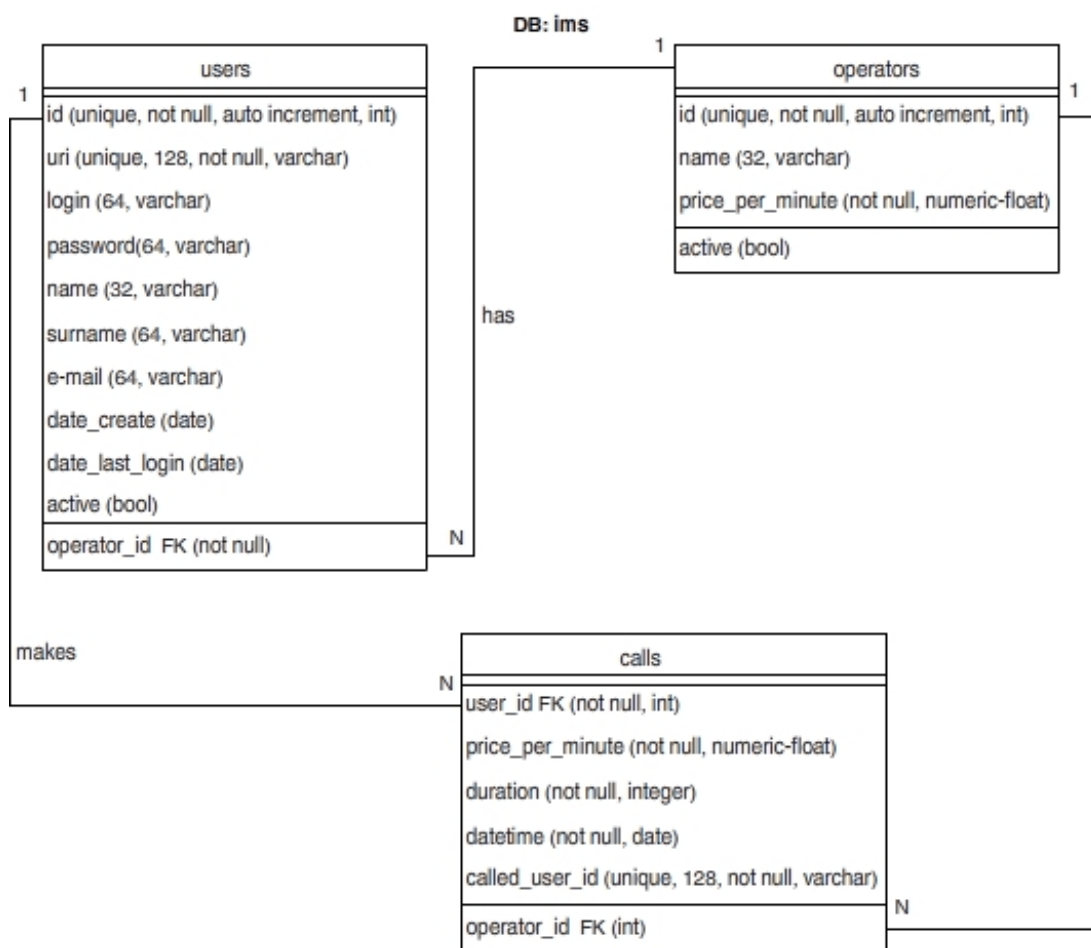 DB: ims
users
1
id (unique, not null, auto increment, int)
uri (unique, 128, not null, varchar)
login (64, varchar)
password(64, varchar)
name (32, varchar)
surname (64, varchar)
e-mail (64, varchar)
date_create (date)
date_last_login (date)
active (bool)
operator_id FK (not null)
N
has
1
operators
1
id (unique, not null, auto increment, int)
name (32, varchar)
price_per_minute (not null, numeric-float)
active (bool)
makes
N
calls
user_id FK (not null, int)
price_per_minute (not null, numeric-float)
duration (not null, integer)
datetime (not null, date)
called_user_id (unique, 128, not null, varchar)
operator_id FK (int)
N